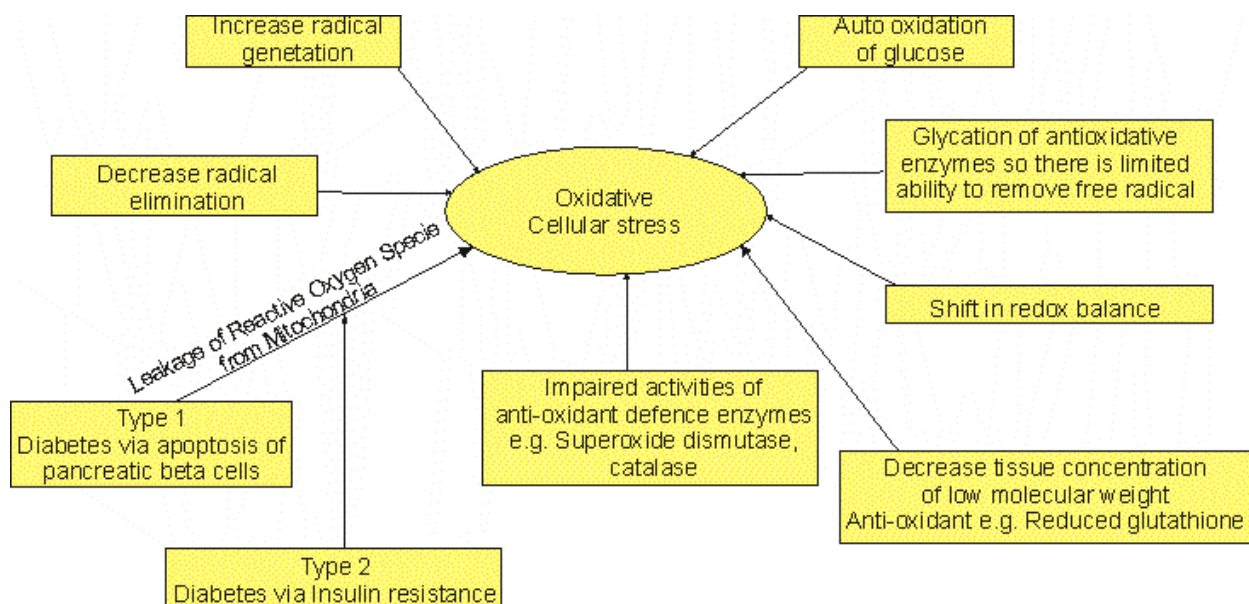 Increase radical
genetation
Auto oxidation
of glucose
Decrease radical
elimination
Glycation of antioxidative
enzymes so there is limited
ability to remove free radical
Oxidative
Cellular stress
Leakage of Reactive Oxygen Specie
from Mitochondria
Shift in redox balance
Type 1
Diabetes via apoptosis of
pancreatic beta cells
Impaired activities of
anti-oxidant defence enzymes
e.g. Superoxide dismutase,
catalase
Decrease tissue concentration
of low molecular weight
Anti-oxidant e.g. Reduced glutathione
Type 2
Diabetes via Insulin resistance